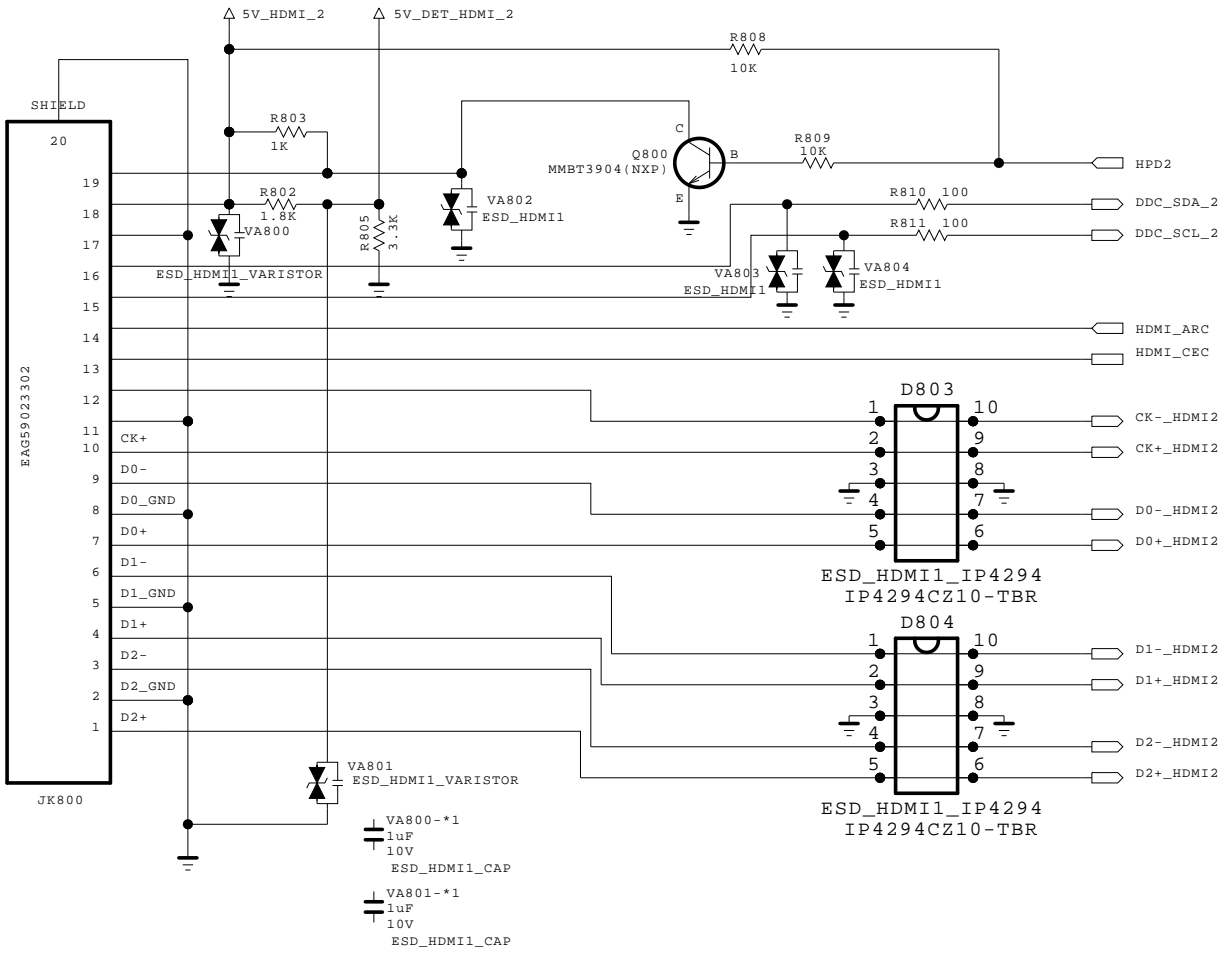 5V_HDMI_2
5V_DET_HDMI_2
R808
10K
SHIELD
20
R803
1K
C
Q800
MMBT3904(NXP)
B
E
R809
10K
HPD2
19
R802
1.8K
VA802
ESD_HDMI1
R810 100
DDC_SDA_2
18
VA800
ESD_HDMI1_VARISTOR
R805
3.3K
R811 100
DDC_SCL_2
17
VA803
ESD_HDMI1
VA804
ESD_HDMI1
16
15
HDMI_ARC
14
HDMI_CEC
13
EAG59023302
12
D803
1
10
CK-_HDMI2
11
CK+
10
2
9
CK+_HDMI2
D0-
9
3
8
D0_GND
8
4
7
D0-_HDMI2
D0+
7
5
6
D0+_HDMI2
D1-
6
ESD_HDMI1_IP4294
IP4294CZ10-TBR
D1_GND
5
D804
D1+
4
1
10
D1-_HDMI2
D2-
3
2
9
D1+_HDMI2
D2_GND
2
3
8
D2+
1
4
7
D2-_HDMI2
5
6
D2+_HDMI2
VA801
ESD_HDMI1_VARISTOR
JK800
ESD_HDMI1_IP4294
IP4294CZ10-TBR
VA800-*1
1uF
10V
ESD_HDMI1_CAP
VA801-*1
1uF
10V
ESD_HDMI1_CAP